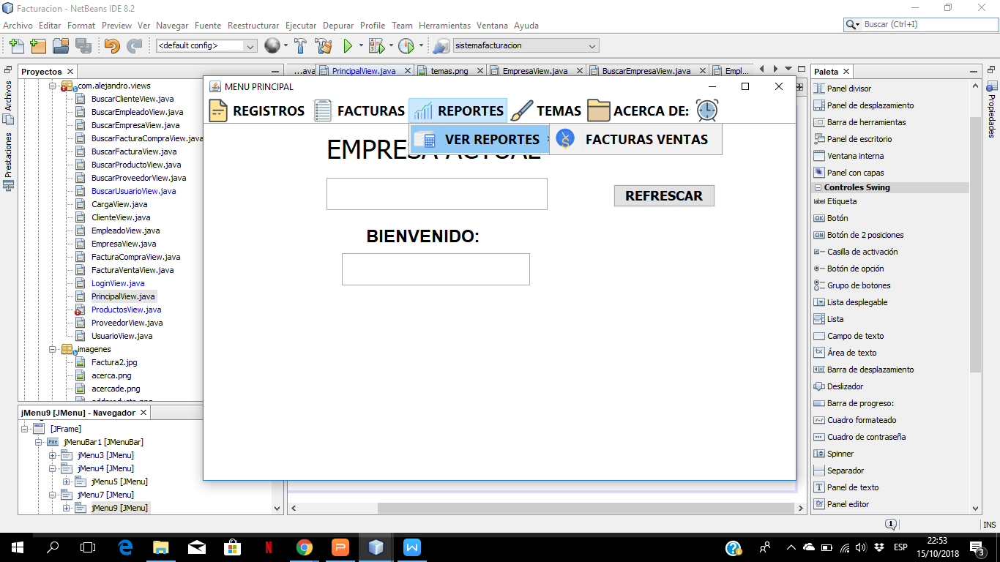 Facturacion - NetBeans IDE 8.2
Archivo Editar Format Preview Ver Navegar Fuente Reestructurar Ejecutar Depurar Profile Team Herramientas Ventana Ayuda
Buscar (Ctrl+I)
<default config>
sistemafacturacion
Archivos
Prestaciones
Proyectos
com.alejandro.views
BuscarClienteView.java
BuscarEmpleadoView.java
BuscarEmpresaView.java
BuscarFacturaCompraView.java
BuscarFacturaView.java
BuscarProductoView.java
BuscarProveedorView.java
BuscarUsuarioView.java
CargaView.java
ClienteView.java
EmpleadoView.java
EmpresaView.java
FacturaCompraView.java
FacturaVentaView.java
LoginView.java
PrincipalView.java
ProductosView.java
ProveedorView.java
UsuarioView.java
imagenes
Factura2.jpg
acerca.png
acercade.png
jMenu9 [JMenu] - Navegador
[JFrame]
File jMenuBar1 [JMenuBar]
jMenu3 [JMenu]
jMenu4 [JMenu]
jMenu5 [JMenu]
jMenu7 [JMenu]
jMenu9 [JMenu]
...ava PrincipalView.java temas.png EmpresaView.java BuscarEmpresaView.java Empl...
MENU PRINCIPAL
REGISTROS FACTURAS REPORTES TEMAS ACERCA DE:
VER REPORTES FACTURAS VENTAS
EMPRESA ACTUAL
REFRESCAR
BIENVENIDO:
Paleta
Panel divisor
Panel de desplazamiento
Barra de herramientas
Panel de escritorio
Ventana interna
Panel con capas
Controles Swing
label Etiqueta
OK Botón
ON Botón de 2 posiciones
Casilla de activación
Botón de opción
Grupo de botones
Lista desplegable
Lista
Campo de texto
Área de texto
Barra de desplazamiento
Deslizador
Barra de progreso:
Cuadro formateado
Cuadro de contraseña
Spinner
Separador
Panel de texto
Panel editor
Propiedades
1
INS
ESP
22:53
15/10/2018
3